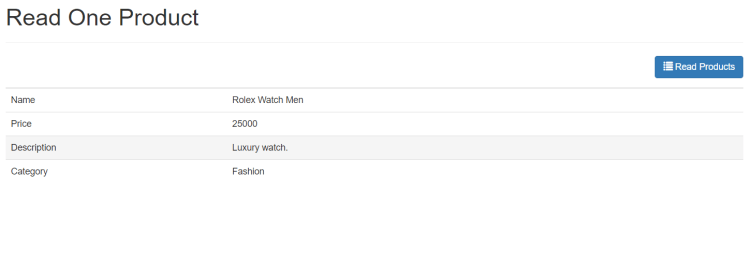 Read One Product
Read Products
Name Rolex Watch Men
Price 25000
Description Luxury watch.
Category Fashion